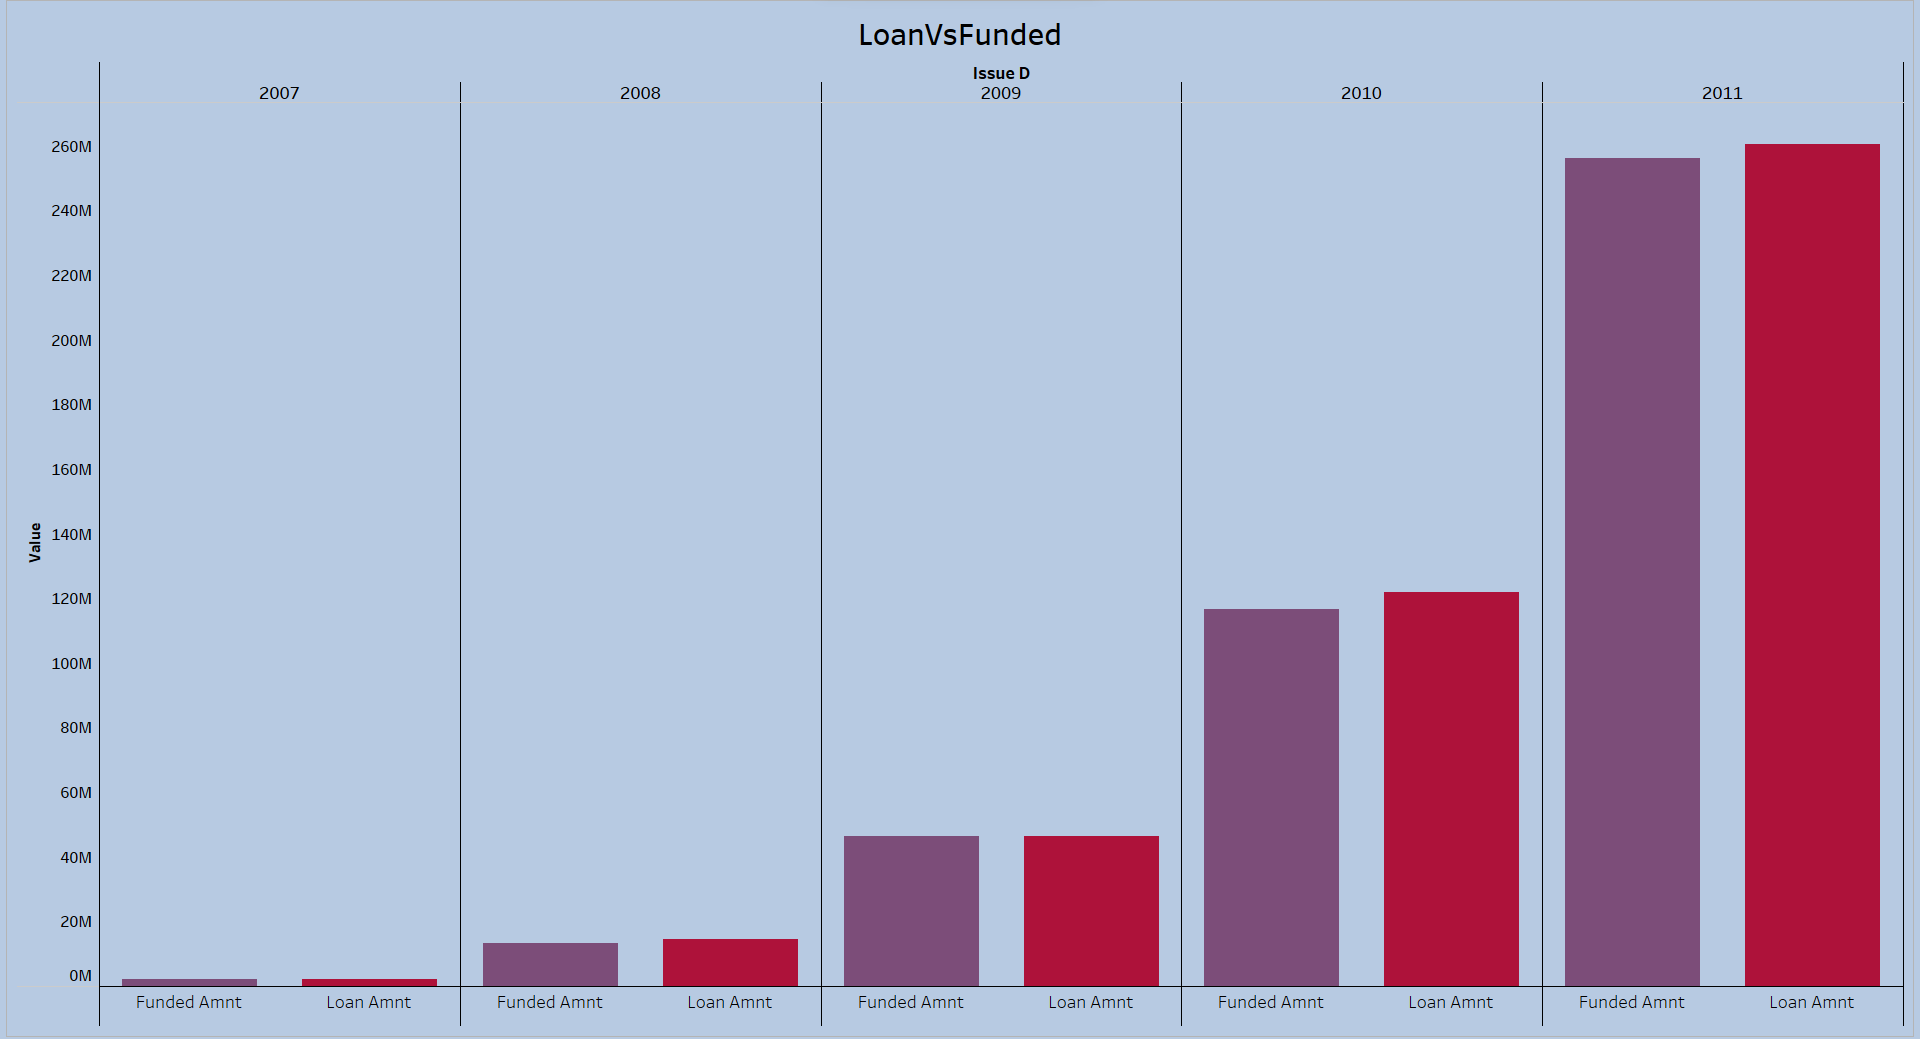 LoanVsFunded
Issue D
2007 2008 2009 2010 2011
260M
240M
220M
200M
180M
160M
140M
120M
100M
80M
60M
40M
20M
0M
Value
Funded Amnt Loan Amnt Funded Amnt Loan Amnt Funded Amnt Loan Amnt Funded Amnt Loan Amnt Funded Amnt Loan Amnt